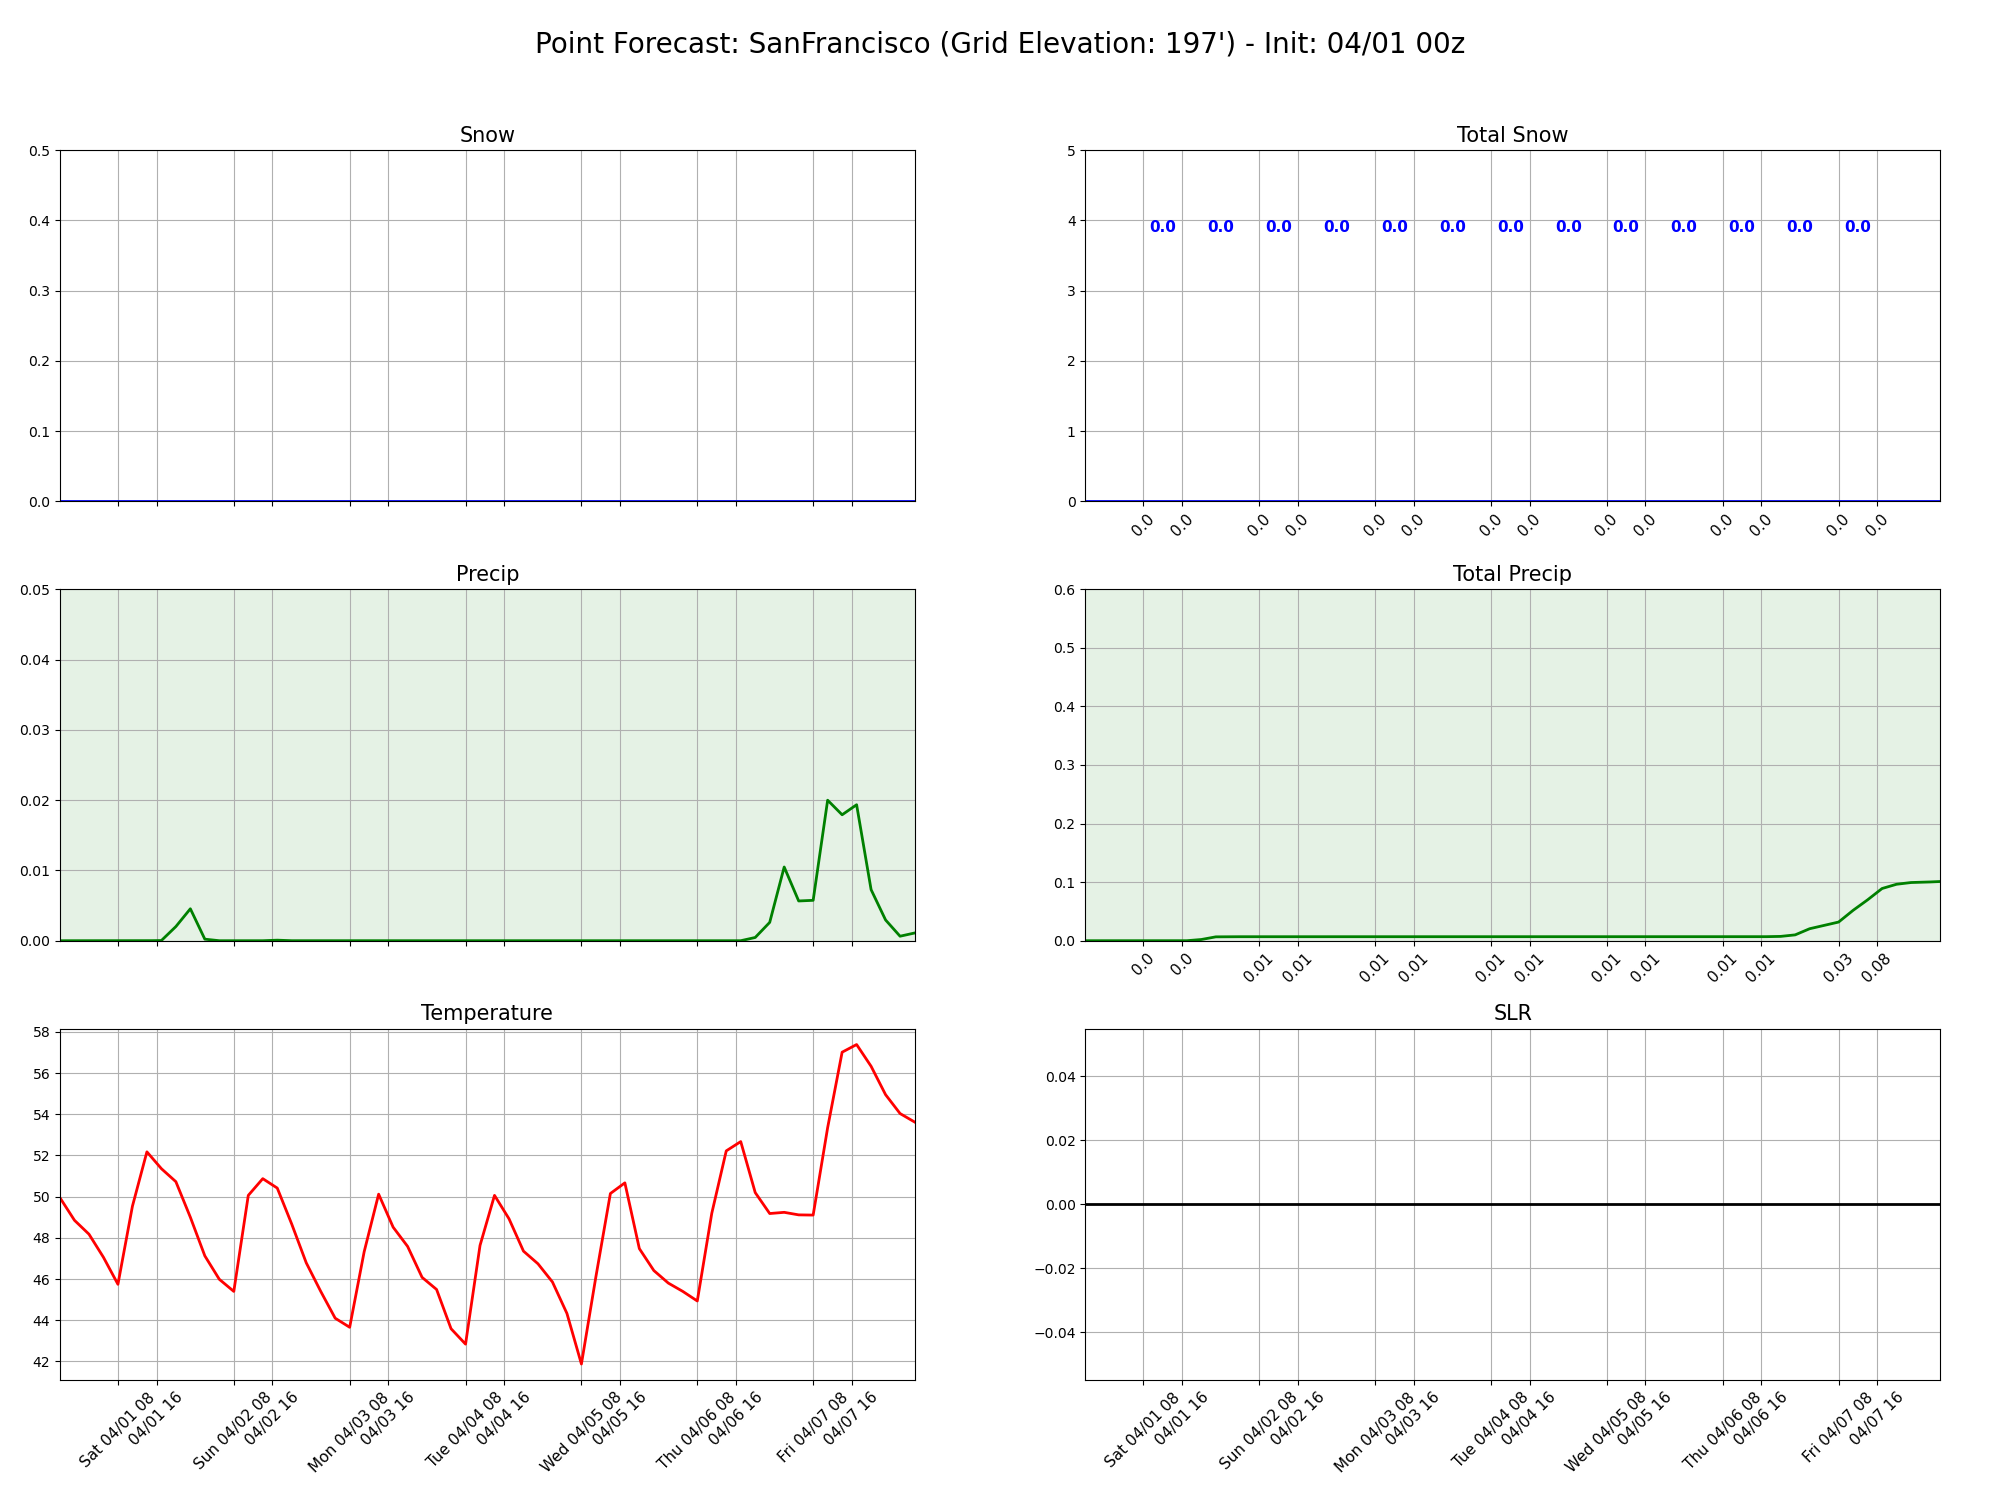 Point Forecast: SanFrancisco (Grid Elevation: 197') - Init: 04/01 00z
Snow
0.5
0.4
0.3
0.2
0.1
0.0
Total Snow
5
4
3
2
1
0
0.0 0.0 0.0 0.0 0.0 0.0 0.0 0.0 0.0 0.0 0.0 0.0 0.0
0.0 0.0 0.0 0.0 0.0 0.0 0.0 0.0 0.0 0.0 0.0 0.0 0.0 0.0
Precip
0.05
0.04
0.03
0.02
0.01
0.00
Total Precip
0.6
0.5
0.4
0.3
0.2
0.1
0.0
0.0 0.0 0.01 0.01 0.01 0.01 0.01 0.01 0.01 0.01 0.01 0.01 0.03 0.08
Temperature
58
56
54
52
50
48
46
44
42
Sat 04/01 08
04/01 16
Sun 04/02 08
04/02 16
Mon 04/03 08
04/03 16
Tue 04/04 08
04/04 16
Wed 04/05 08
04/05 16
Thu 04/06 08
04/06 16
Fri 04/07 08
04/07 16
SLR
0.04
0.02
0.00
−0.02
−0.04
Sat 04/01 08
04/01 16
Sun 04/02 08
04/02 16
Mon 04/03 08
04/03 16
Tue 04/04 08
04/04 16
Wed 04/05 08
04/05 16
Thu 04/06 08
04/06 16
Fri 04/07 08
04/07 16